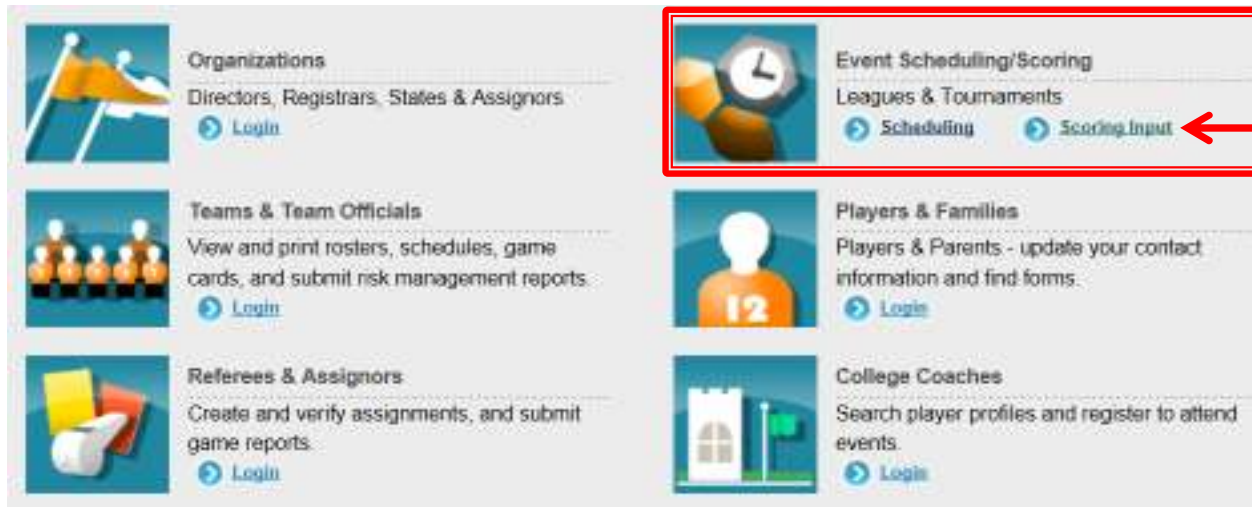 Organizations
Directors, Registrars, States & Assignors
Login
Event Scheduling/Scoring
Leagues & Tournaments
Scheduling Scoring Input
Teams & Team Officials
View and print rosters, schedules, game
cards, and submit risk management reports.
Login
Players & Families
Players & Parents - update your contact
information and find forms.
Login
12
Referees & Assignors
Create and verify assignments, and submit
game reports.
Login
College Coaches
Search player profiles and register to attend
events.
Login